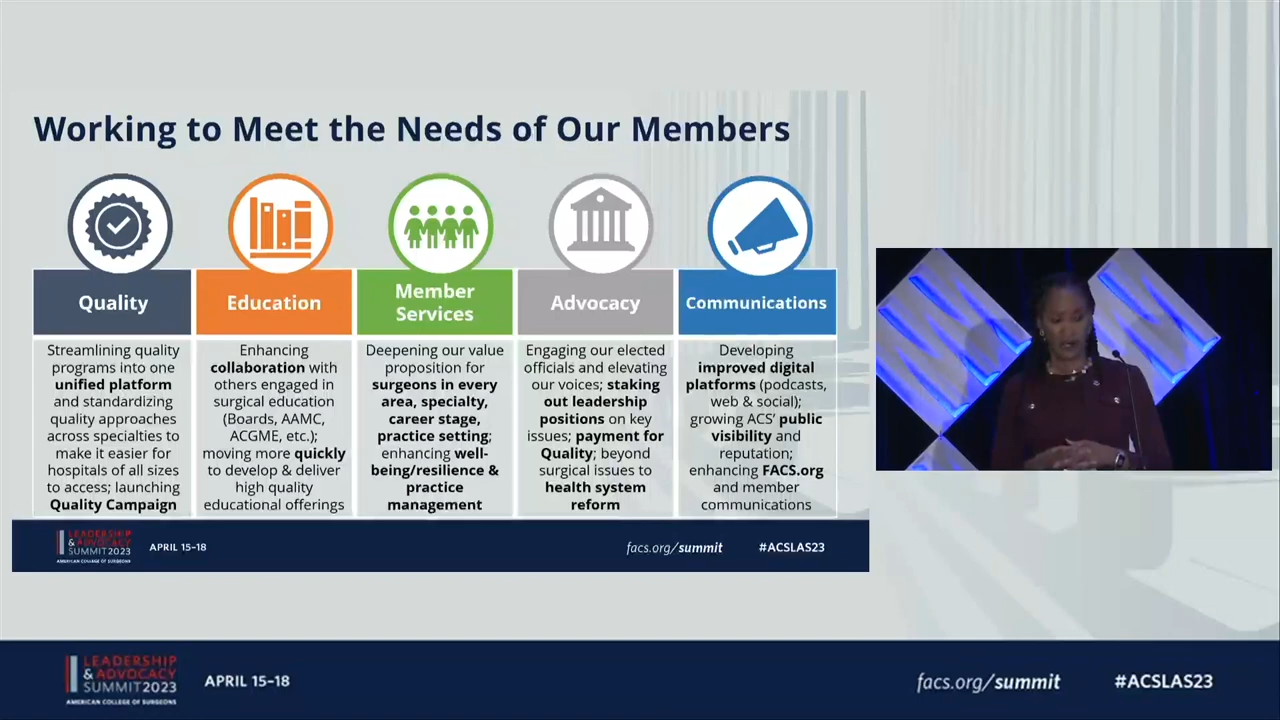 Working to Meet the Needs of Our Members
Quality
Streamlining quality
programs into one
unified platform
and standardizing
quality approaches
across specialties to
make it easier for
hospitals of all sizes
to access; launching
Quality Campaign
Education
Enhancing
collaboration with
others engaged in
surgical education
(Boards, AAMC,
ACGME, etc.);
moving more quickly
to develop & deliver
high quality
educational offerings
Member
Services
Deepening our value
proposition for
surgeons in every
area, specialty,
career stage,
practice setting;
enhancing well-
being/resilience &
practice
management
Advocacy
Engaging our elected
officials and elevating
our voices; staking
out leadership
positions on key
issues; payment for
Quality; beyond
surgical issues to
health system
reform
Communications
Developing
improved digital
platforms (podcasts,
web & social);
growing ACS' public
visibility and
reputation;
enhancing FACS.org
and member
communications
LEADERSHIP
& ADVOCACY
SUMMIT2023
AMERICAN COLLEGE OF SURGEONS
APRIL 15–18
facs.org/summit
#ACSLAS23
LEADERSHIP
& ADVOCACY
SUMMIT2023
AMERICAN COLLEGE OF SURGEONS
APRIL 15–18
facs.org/summit
#ACSLAS23